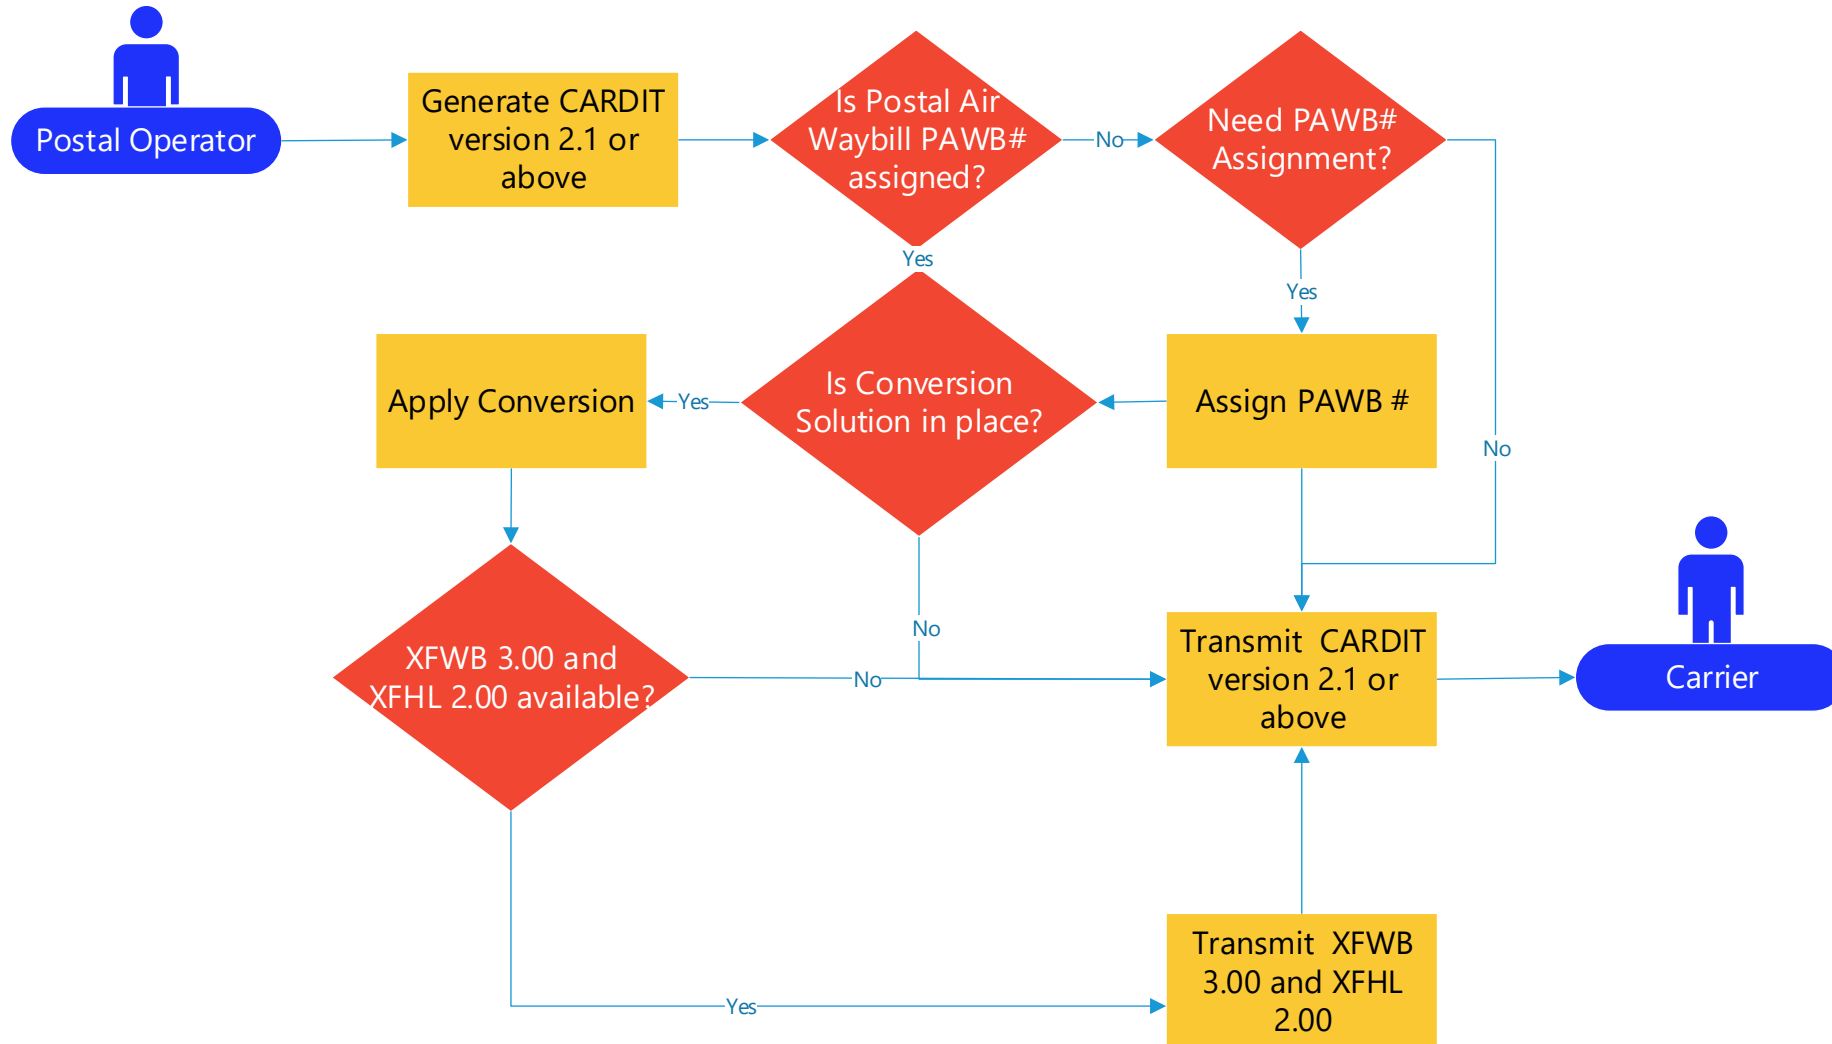 Postal Operator
Generate CARDIT
version 2.1 or
above
Is Postal Air
Waybill PAWB#
assigned?
No
Need PAWB#
Assignment?
Yes
Yes
Apply Conversion
Yes
Is Conversion
Solution in place?
Assign PAWB #
No
No
XFWB 3.00 and
XFHL 2.00 available?
No
Transmit CARDIT
version 2.1 or
above
Carrier
Yes
Transmit XFWB
3.00 and XFHL
2.00